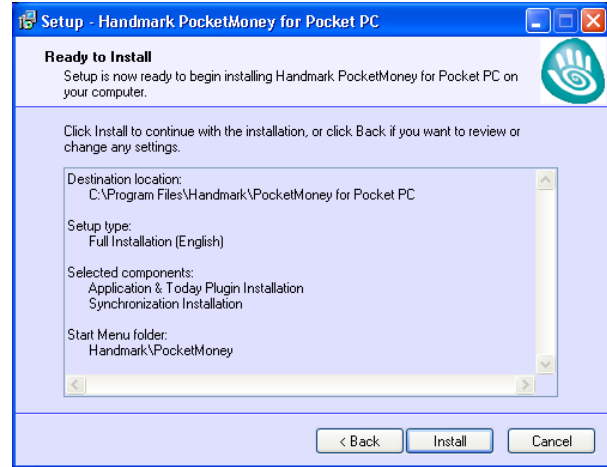 Setup - Handmark PocketMoney for Pocket PC
Ready to Install
Setup is now ready to begin installing Handmark PocketMoney for Pocket PC on
your computer.
Click Install to continue with the installation, or click Back if you want to review or
change any settings.
Destination location:
C:\Program Files\Handmark\PocketMoney for Pocket PC
Setup type:
Full Installation (English)
Selected components:
Application & Today Plugin Installation
Synchronization Installation
Start Menu folder:
Handmark\PocketMoney
< Back Install Cancel